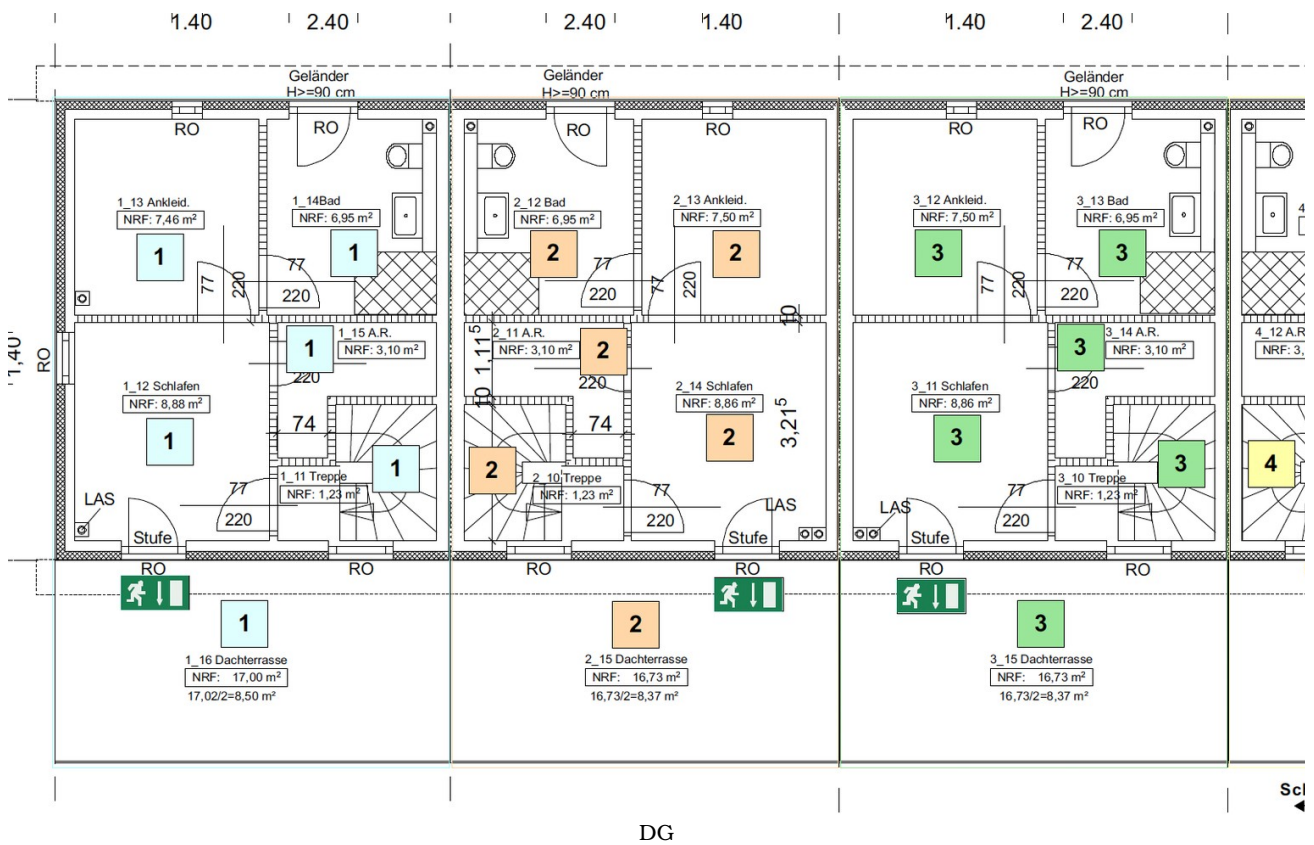 1.40 2.40 2.40 1.40 1.40 2.40
Geländer Geländer Geländer
H>=90 cm H>=90 cm H>=90 cm
RO RO RO RO RO RO
1_13 Ankleid. 1_14Bad 2_12 Bad 2_13 Ankleid. 3_12 Ankleid. 3_13 Bad
NRF: 7,46 m² NRF: 6,95 m² NRF: 6,95 m² NRF: 7,50 m² NRF: 7,50 m² NRF: 6,95 m²
1 1 2 2 3 3
77 77 77 77
77 220 220 220 77 220 77 220 220
10
1_15 A.R. 2_11 A.R. 3_14 A.R. 4_12 A.R
NRF: 3,10 m² NRF: 3,10 m² NRF: 3,10 m² NRF: 3,
1 2 3
1,40 RO
1,11⁵
220 220 220
1_12 Schlafen 2_14 Schlafen 3_11 Schlafen
NRF: 8,88 m² NRF: 8,86 m² NRF: 8,86 m²
10
74 74 3,21⁵
1 1 2 2 3 3 4
1_11 Treppe 2_10 Treppe 3_10 Treppe
NRF: 1,23 m² NRF: 1,23 m² NRF: 1,23 m²
77 77 77
LAS LAS LAS
220 220 220
Stufe Stufe Stufe
RO RO RO RO RO RO
1 2 3
1_16 Dachterrasse 2_15 Dachterrasse 3_15 Dachterrasse
NRF: 17,00 m² NRF: 16,73 m² NRF: 16,73 m²
17,02/2=8,50 m² 16,73/2=8,37 m² 16,73/2=8,37 m²
DG